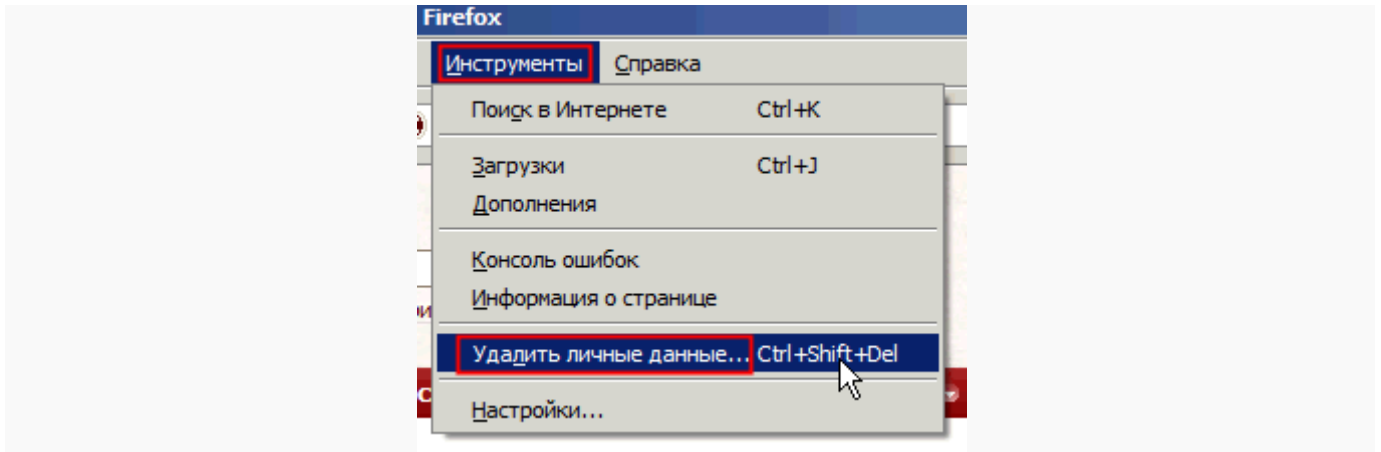 Firefox
Инструменты Справка
Поиск в Интернете Ctrl+K
Загрузки Ctrl+J
Дополнения
Консоль ошибок
Информация о странице
Удалить личные данные... Ctrl+Shift+Del
Настройки...